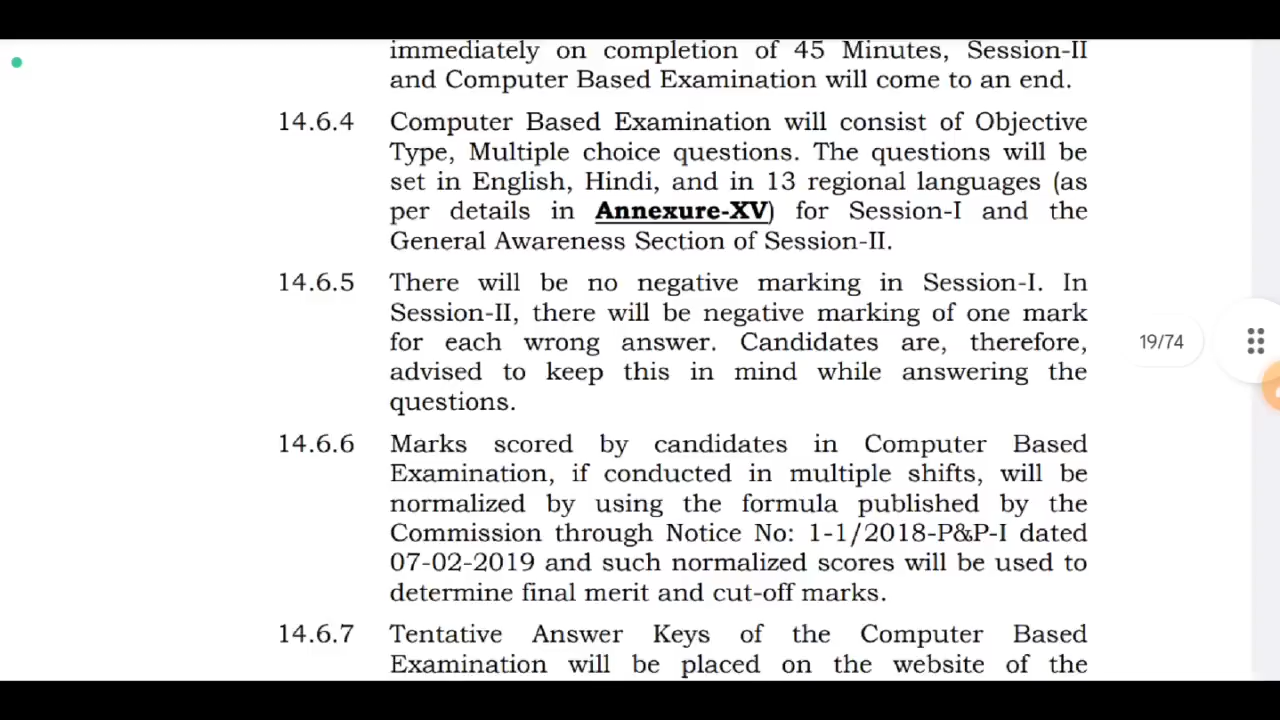 immediately on completion of 45 Minutes, Session-II
and Computer Based Examination will come to an end.
14.6.4 Computer Based Examination will consist of Objective
Type, Multiple choice questions. The questions will be
set in English, Hindi, and in 13 regional languages (as
per details in Annexure-XV) for Session-I and the
General Awareness Section of Session-II.
14.6.5 There will be no negative marking in Session-I. In
Session-II, there will be negative marking of one mark
for each wrong answer. Candidates are, therefore,
advised to keep this in mind while answering the
questions.
19/74
14.6.6 Marks scored by candidates in Computer Based
Examination, if conducted in multiple shifts, will be
normalized by using the formula published by the
Commission through Notice No: 1-1/2018-P&P-I dated
07-02-2019 and such normalized scores will be used to
determine final merit and cut-off marks.
14.6.7 Tentative Answer Keys of the Computer Based
Examination will be placed on the website of the